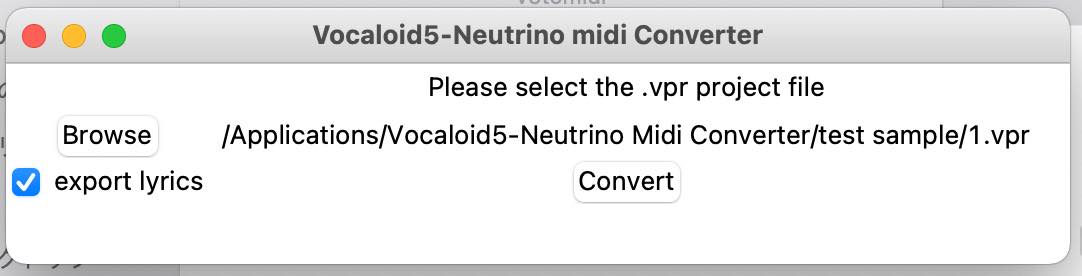 Vocaloid5-Neutrino midi Converter
Please select the .vpr project file
Browse /Applications/Vocaloid5-Neutrino Midi Converter/test sample/1.vpr
export lyrics Convert